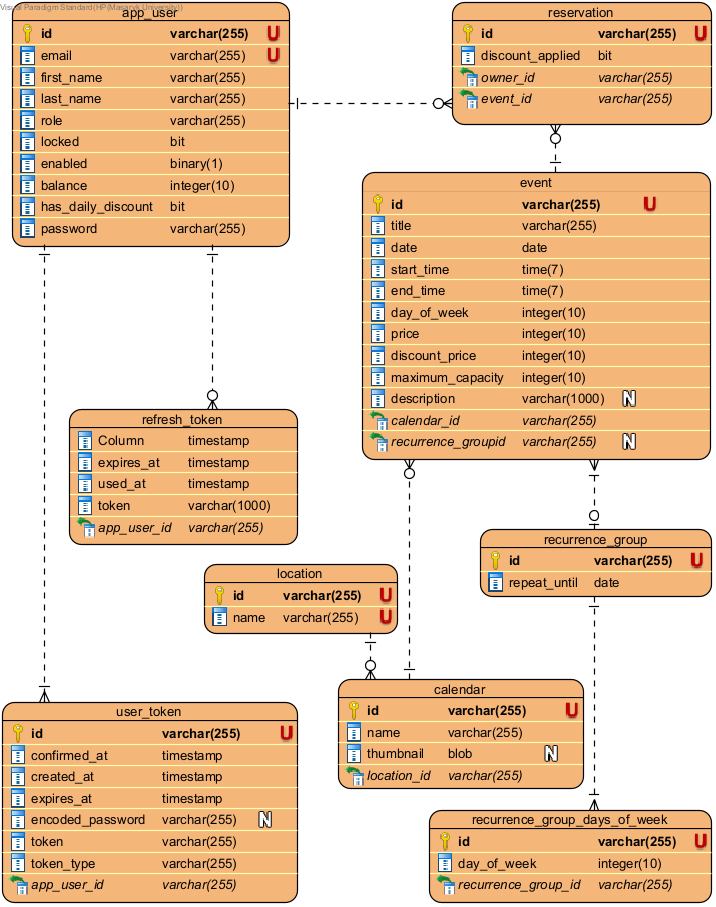 Visual Paradigm Standard(HP(Masaryk University))
app_user
id varchar(255) U
email varchar(255) U
first_name varchar(255)
last_name varchar(255)
role varchar(255)
locked bit
enabled binary(1)
balance integer(10)
has_daily_discount bit
password varchar(255)
reservation
id varchar(255) U
discount_applied bit
owner_id varchar(255)
event_id varchar(255)
event
id varchar(255) U
title varchar(255)
date date
start_time time(7)
end_time time(7)
day_of_week integer(10)
price integer(10)
discount_price integer(10)
maximum_capacity integer(10)
description varchar(1000) N
calendar_id varchar(255)
recurrence_groupid varchar(255) N
refresh_token
Column timestamp
expires_at timestamp
used_at timestamp
token varchar(1000)
app_user_id varchar(255)
recurrence_group
id varchar(255) U
repeat_until date
location
id varchar(255) U
name varchar(255) U
calendar
id varchar(255) U
name varchar(255)
thumbnail blob N
location_id varchar(255)
user_token
id varchar(255) U
confirmed_at timestamp
created_at timestamp
expires_at timestamp
encoded_password varchar(255) N
token varchar(255)
token_type varchar(255)
app_user_id varchar(255)
recurrence_group_days_of_week
id varchar(255) U
day_of_week integer(10)
recurrence_group_id varchar(255)